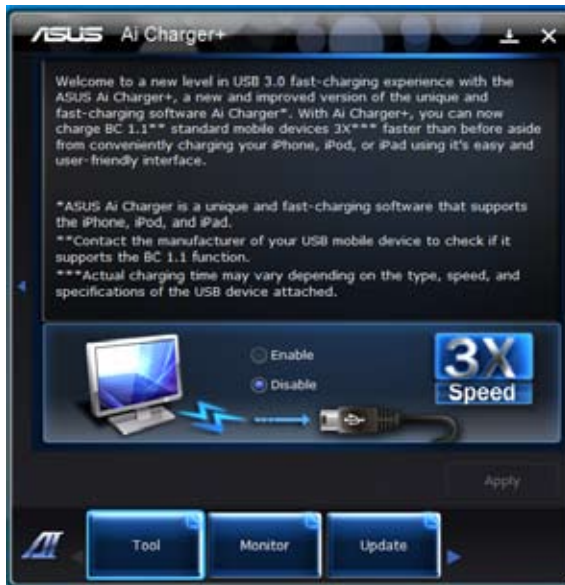 ASUS Ai Charger+
Welcome to a new level in USB 3.0 fast-charging experience with the
ASUS Ai Charger+, a new and improved version of the unique and
fast-charging software Ai Charger*. With Ai Charger+, you can now
charge BC 1.1** standard mobile devices 3X*** faster than before aside
from conveniently charging your iPhone, iPod, or iPad using it's easy and
user-friendly interface.
*ASUS Ai Charger is a unique and fast-charging software that supports
the iPhone, iPod, and iPad.
**Contact the manufacturer of your USB mobile device to check if it
supports the BC 1.1 function.
***Actual charging time may vary depending on the type, speed, and
specifications of the USB device attached.
Enable
Disable
3X
Speed
Apply
AI
Tool
Monitor
Update